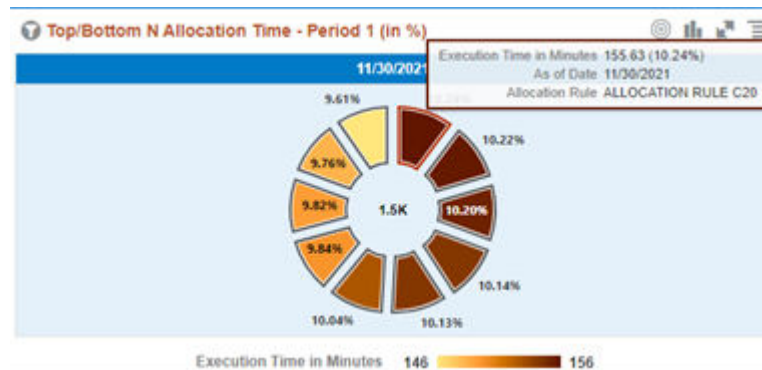 Top/Bottom N Allocation Time - Period 1 (in %)
Execution Time in Minutes 155.63 (10.24%)
As of Date 11/30/2021
Allocation Rule ALLOCATION RULE C20
11/30/2021
9.61%
10.22%
9.76%
9.82%
1.5K
10.20%
9.84%
10.14%
10.04%
10.13%
Execution Time in Minutes 146 156